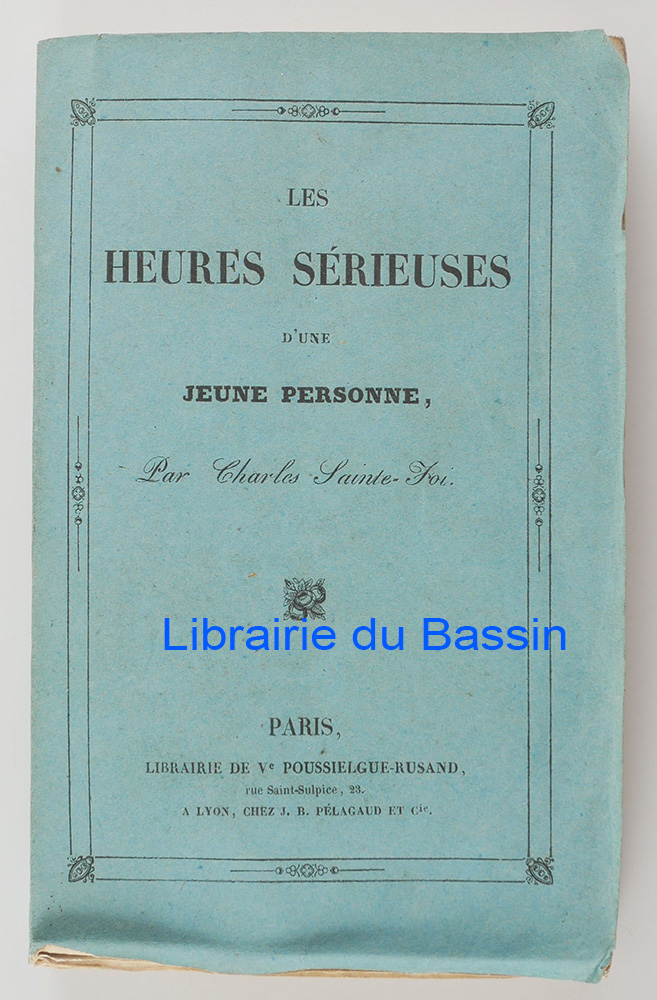 LES
HEURES SÉRIEUSES
D'UNE
JEUNE PERSONNE,
Par Charles Sainte-Foi.
Librairie du Bassin
PARIS,
LIBRAIRIE DE Vᵉ POUSSIELGUE-RUSAND,
rue Saint-Sulpice, 23.
A LYON, CHEZ J. B. PÉLAGAUD ET Cⁱᵉ.